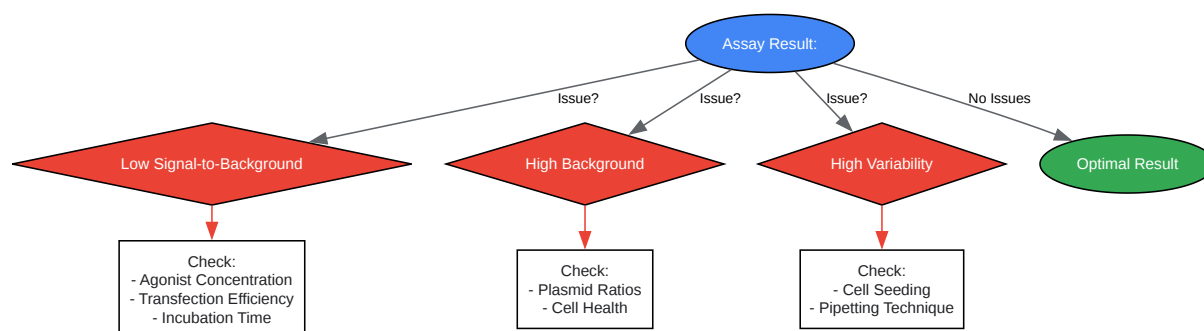 Assay Result:
Issue?
Issue?
Issue?
No Issues
Low Signal-to-Background
High Background
High Variability
Optimal Result
Check:
- Agonist Concentration
- Transfection Efficiency
- Incubation Time
Check:
- Plasmid Ratios
- Cell Health
Check:
- Cell Seeding
- Pipetting Technique